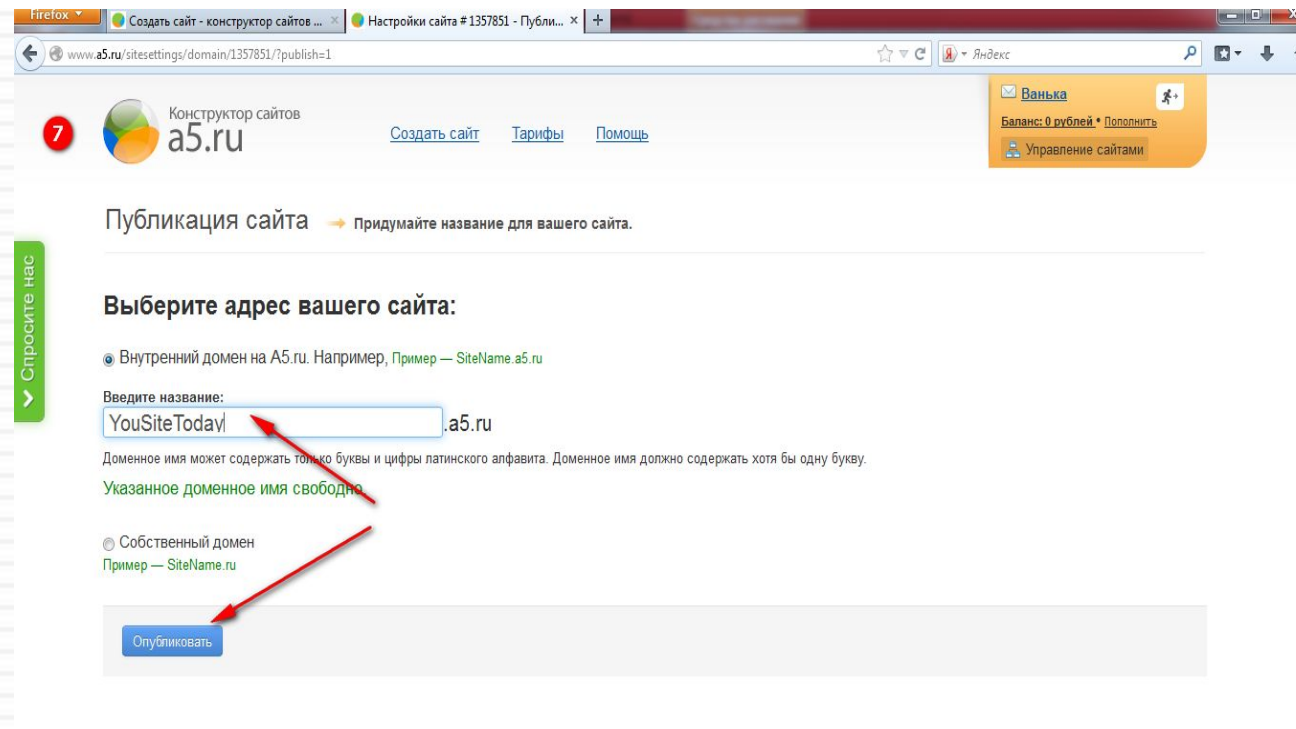 Firefox
Создать сайт - конструктор сайтов ...
Настройки сайта #1357851 - Публи...
www.a5.ru/sitesettings/domain/1357851/?publish=1
Яндекс
7
Конструктор сайтов
a5.ru
Создать сайт
Тарифы
Помощь
Ванька
Баланс: 0 рублей • Пополнить
Управление сайтами
Публикация сайта → Придумайте название для вашего сайта.
Спросите нас
Выберите адрес вашего сайта:
Внутренний домен на A5.ru. Например, Пример — SiteName.a5.ru
Введите название:
YouSiteToday .a5.ru
Доменное имя может содержать только буквы и цифры латинского алфавита. Доменное имя должно содержать хотя бы одну букву.
Указанное доменное имя свободно.
Собственный домен
Пример — SiteName.ru
Опубликовать